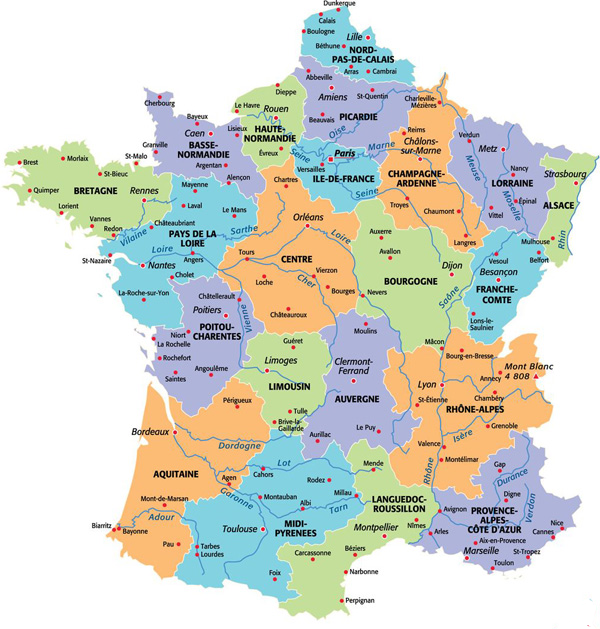 Dunkerque
Calais
Boulogne
Lille
Béthune
NORD-
PAS-DE-CALAIS
Arras
Cambrai
Abbeville
Dieppe
Amiens
St-Quentin
Charleville-
Mézières
Cherbourg
Le Havre
Rouen
PICARDIE
Bayeux
Beauvais
Oise
Caen
Lisieux
HAUTE-
NORMANDIE
Reims
Verdun
Granville
BASSE-
NORMANDIE
Seine
Paris
Marne
Châlons-
sur-Marne
Metz
St-Malo
Argentan
Évreux
Versailles
ILE-DE-FRANCE
CHAMPAGNE-
ARDENNE
Meuse
Nancy
LORRAINE
Moselle
Strasbourg
Brest
Morlaix
St-Bieuc
Alençon
Chartres
Seine
Troyes
Chaumont
Vittel
Épinal
ALSACE
Quimper
BRETAGNE
Rennes
Mayenne
Laval
Le Mans
Lorient
Vannes
Redon
Châteaubriant
Orléans
Auxerre
Langres
Mulhouse
Rhin
Vilaine
PAYS DE LA
LOIRE
Sarthe
Loire
Avallon
Dijon
Vesoul
Belfort
St-Nazaire
Loire
Angers
Tours
CENTRE
Besançon
Nantes
Cholet
Vierzon
BOURGOGNE
FRANCHE-
COMTE
Loche
Cher
Bourges
Nevers
Saône
La-Roche-sur-Yon
Châtellerault
Châteauroux
Lons-le-
Saulnier
Poitiers
Vienne
Moulins
Niort
POITOU-
CHARENTES
La Rochelle
Guéret
Mâcon
Bourg-en-Bresse
Rochefort
Limoges
Clermont-
Ferrand
Mont Blanc
4 808
Saintes
Angoulême
LIMOUSIN
Lyon
Annecy
AUVERGNE
Chambéry
Périgueux
Tulle
St-Étienne
RHÔNE-ALPES
Brive-la-
Gaillarde
Le Puy
Grenoble
Bordeaux
Aurillac
Isère
Dordogne
Valence
Lot
Mende
Montélimar
AQUITAINE
Cahors
Rhône
Gap
Agen
Rodez
Durance
Mont-de-Marsan
Garonne
Montauban
Millau
LANGUEDOC-
ROUSSILLON
Digne
Albi
Tarn
Verdon
Biarritz
Adour
Avignon
PROVENCE-
ALPES-
CÔTE D'AZUR
Bayonne
Toulouse
MIDI-
PYRENEES
Montpellier
Nîmes
Nice
Arles
Aix-en-Provence
Cannes
Pau
Tarbes
Lourdes
Béziers
Marseille
St-Tropez
Carcassonne
Toulon
Foix
Narbonne
Perpignan